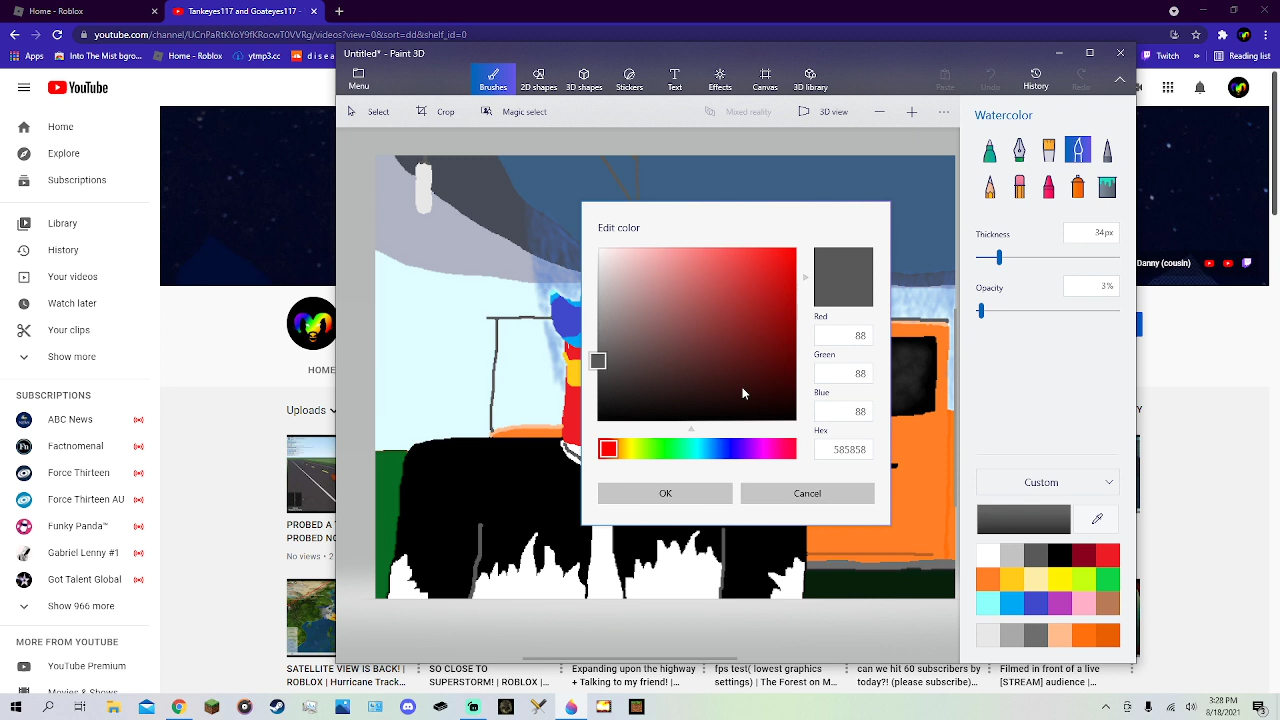 Home - Roblox
Tankeyes117 and Goateyes117 -
youtube.com/channel/UCnPaRtKYoY9fKRocwT0VVRg/videos?view=0&sort=dd&shelf_id=0
Apps
Into The Mist bgro...
Home - Roblox
ytmp3.cc
d i s e a
Twitch
YouTube
Home
Explore
Subscriptions
Library
History
Your videos
Watch later
Your clips
Show more
SUBSCRIPTIONS
ABC News
Factnomenal
Force Thirteen
Force Thirteen AU
Funky Panda™
Gabriel Lenny #1
Got Talent Global
Show 966 more
MORE FROM YOUTUBE
YouTube Premium
Danny (cousin)
HOME
Uploads
PROBED A
PROBED NO
No views • 2
SATELLITE VIEW IS BACK! |
ROBLOX | Hurricane Track...
SO CLOSE TO
SUPERSTORM! | ROBLOX |...
Expanding upon the highway
+ Talking to my friend! |...
fps test( lowest graphics
settings) | The Forest on M...
can we hit 60 subscribers by
today!? (please subscribe)...
Filmed in front of a live
[STREAM] audience |...
Untitled* - Paint 3D
Menu
Brushes
2D shapes
3D shapes
Stickers
Text
Effects
Canvas
3D library
Paste
Undo
History
Redo
Select
Crop
Magic select
Mixed reality
3D view
Watercolor
Thickness
34px
Opacity
3%
Custom
Edit color
Red
88
Green
88
Blue
88
Hex
585858
OK
Cancel
3:28 PM
8/18/2021
3